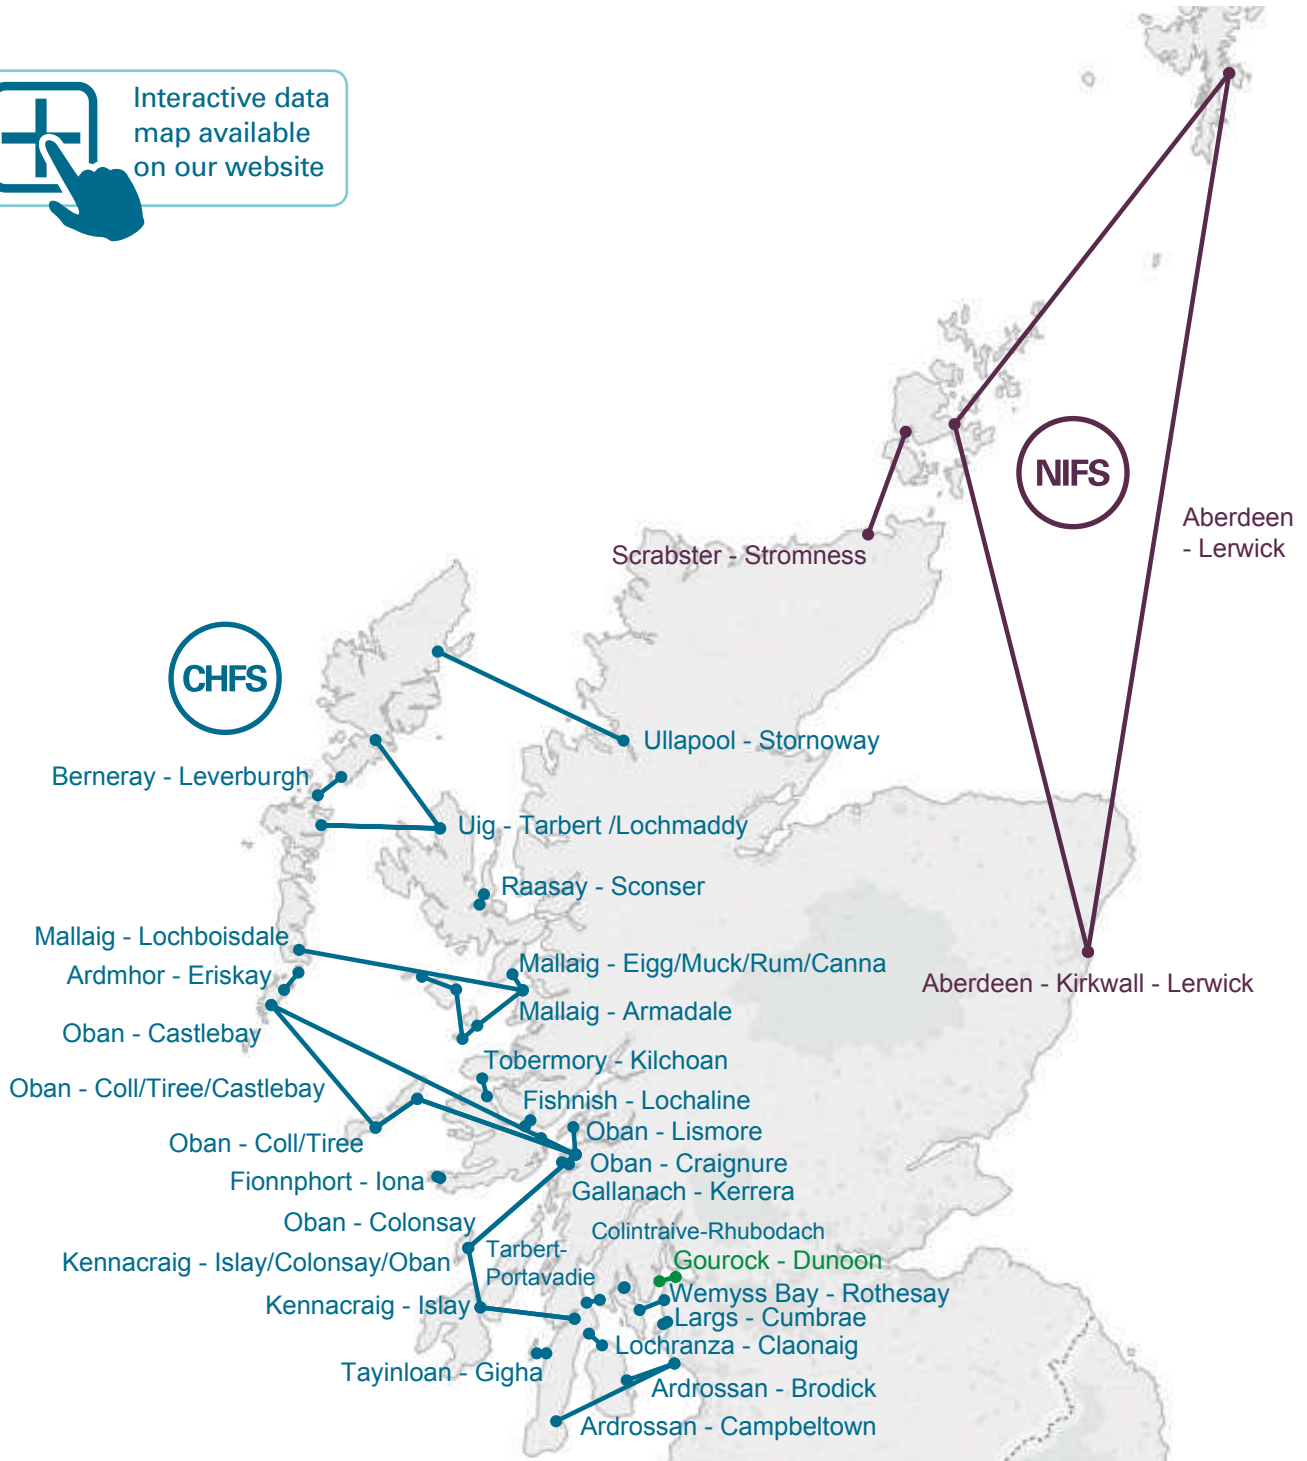 Interactive data
map available
on our website
NIFS
Aberdeen
- Lerwick
Scrabster - Stromness
CHFS
Ullapool - Stornoway
Berneray - Leverburgh
Uig - Tarbert /Lochmaddy
Raasay - Sconser
Mallaig - Lochboisdale
Mallaig - Eigg/Muck/Rum/Canna
Ardmhor - Eriskay
Aberdeen - Kirkwall - Lerwick
Mallaig - Armadale
Oban - Castlebay
Tobermory - Kilchoan
Oban - Coll/Tiree/Castlebay
Fishnish - Lochaline
Oban - Lismore
Oban - Coll/Tiree
Oban - Craignure
Fionnphort - Iona
Gallanach - Kerrera
Oban - Colonsay
Colintraive-Rhubodach
Tarbert-
Portavadie
Kennacraig - Islay/Colonsay/Oban
Gourock - Dunoon
Wemyss Bay - Rothesay
Kennacraig - Islay
Largs - Cumbrae
Lochranza - Claonaig
Tayinloan - Gigha
Ardrossan - Brodick
Ardrossan - Campbeltown